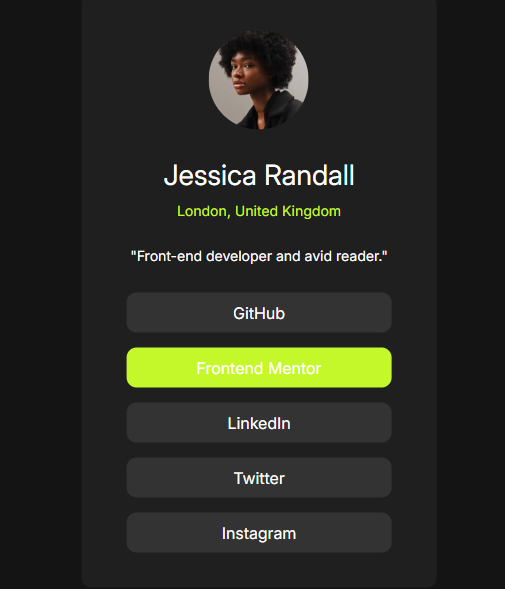 Jessica Randall
London, United Kingdom
"Front-end developer and avid reader."
GitHub
Frontend Mentor
LinkedIn
Twitter
Instagram